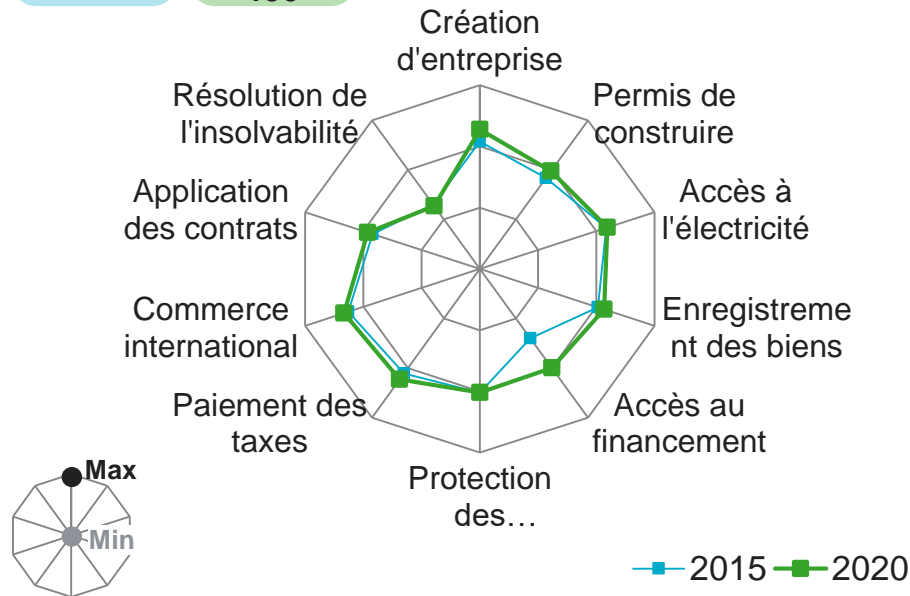 Création
d'entreprise
Permis de
construire
Accès à
l'électricité
Enregistreme
nt des biens
Accès au
financement
Protection
des…
Paiement des
taxes
Commerce
international
Application
des contrats
Résolution de
l'insolvabilité
Max
Min
2015
2020